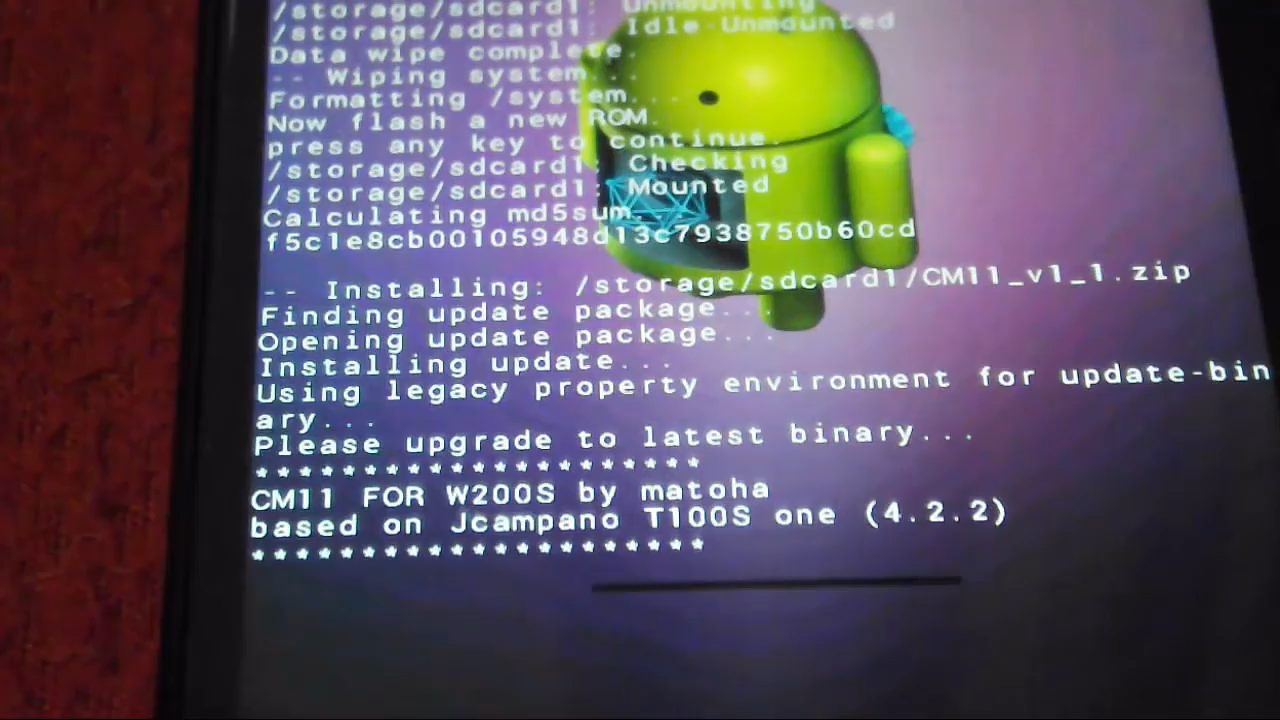 /storage/sdcard1: Unmounting
/storage/sdcard1: Idle-Unmounted
Data wipe complete.
-- Wiping system...
Formatting /system...
Now flash a new ROM.
press any key to continue.
/storage/sdcard1: Checking
/storage/sdcard1: Mounted
Calculating md5sum...
f5c1e8cb00105948d13c7938750b60cd
-- Installing: /storage/sdcard1/CM11_v1_1.zip
Finding update package...
Opening update package...
Installing update...
Using legacy property environment for update-bin
ary...
Please upgrade to latest binary...
*********************
CM11 FOR W200S by matoha
based on Jcampano T100S one (4.2.2)
*********************